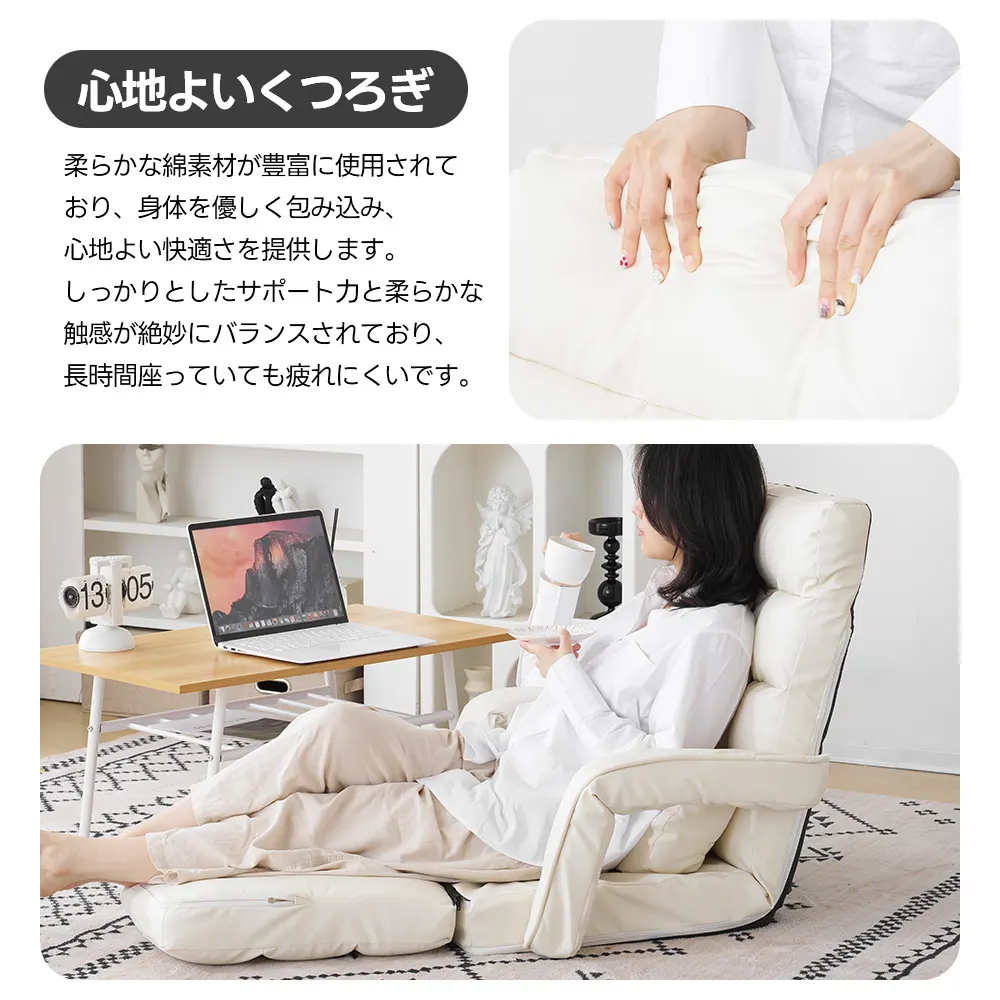 心地よいくつろぎ
柔らかな綿素材が豊富に使用されて
おり、身体を優しく包み込み、
心地よい快適さを提供します。
しっかりとしたサポート力と柔らかな
触感が絶妙にバランスされており、
長時間座っていても疲れにくいです。
13 05